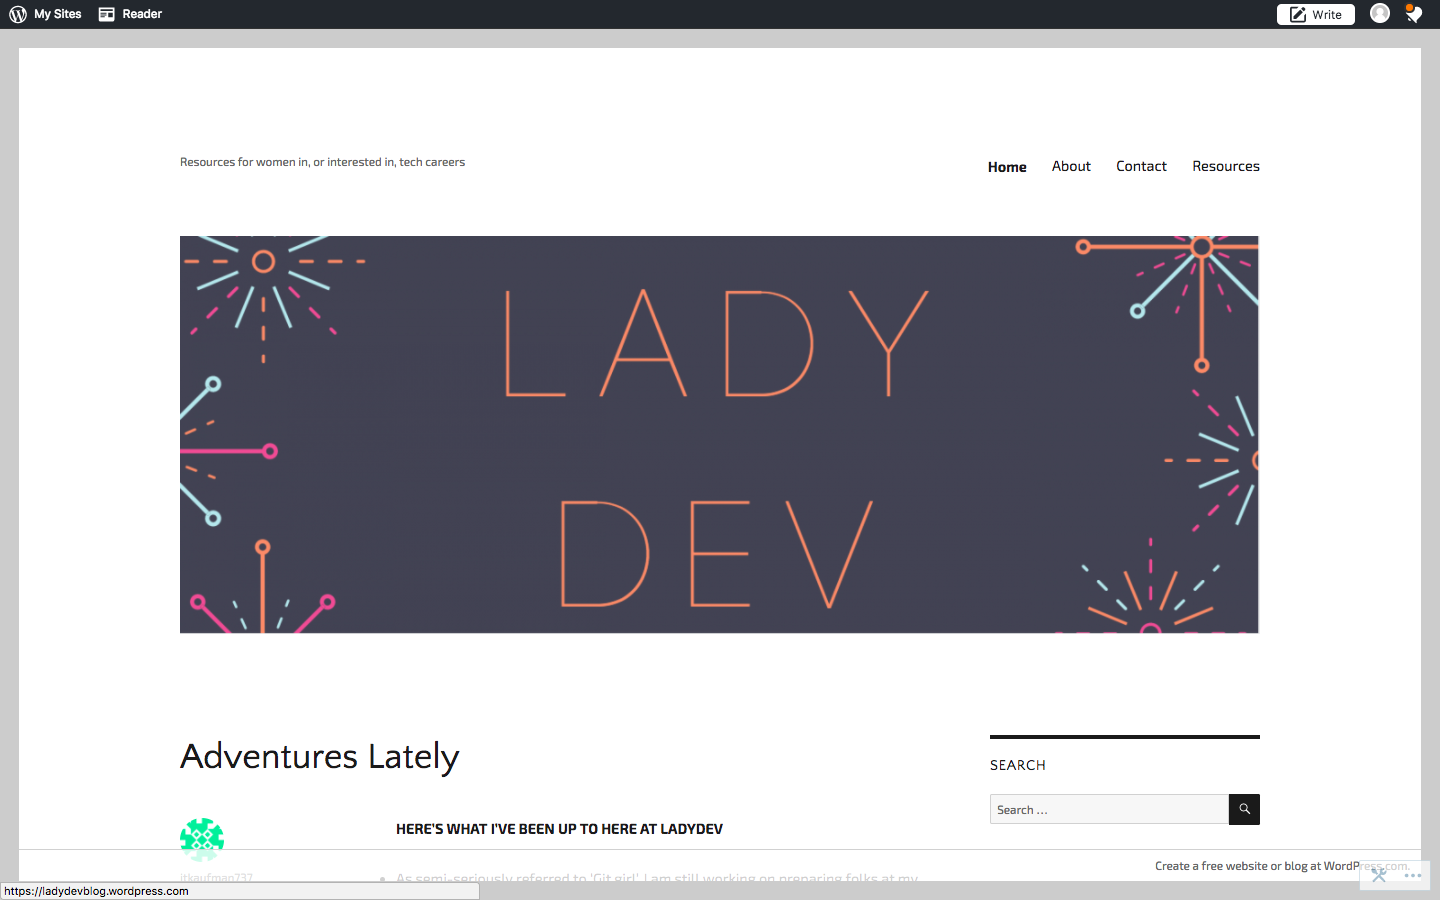 My Sites
Reader
Write
Resources for women in, or interested in, tech careers
Home
About
Contact
Resources
LADY
DEV
Adventures Lately
SEARCH
Search ...
HERE'S WHAT I'VE BEEN UP TO HERE AT LADYDEV
Create a free website or blog at WordPress.com.
jtkaufman737
As semi-seriously referred to 'Git girl', I am still working on preparing folks at my
https://ladydevblog.wordpress.com